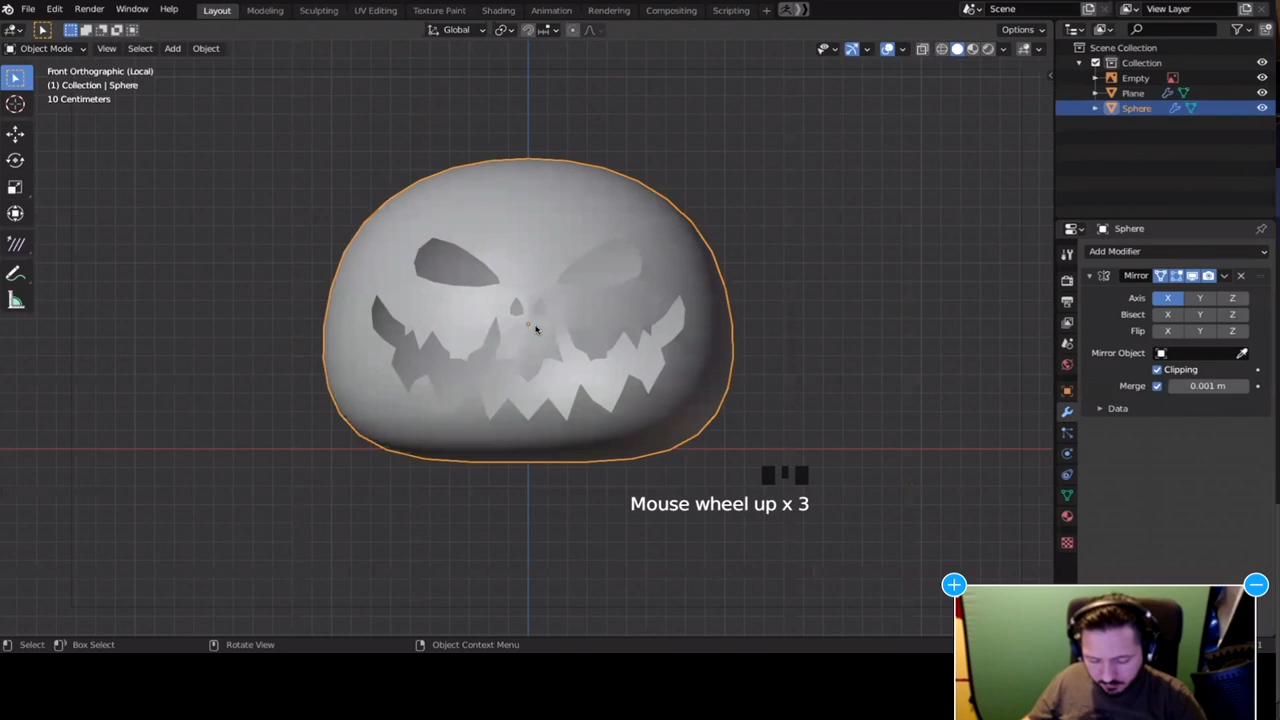 File Edit Render Window Help Layout Modeling Sculpting UV Editing Texture Paint Shading Animation Rendering Compositing Scripting + Scene View Layer
Global Options
Object Mode View Select Add Object
Front Orthographic (Local)
(1) Collection | Sphere
10 Centimeters
Scene Collection
Collection
Empty
Plane
Sphere
Sphere
Add Modifier
Mirror
Axis X Y Z
Bisect X Y Z
Flip X Y Z
Mirror Object
Clipping
Merge 0.001 m
Data
Mouse wheel up x 3
Select Box Select Rotate View Object Context Menu